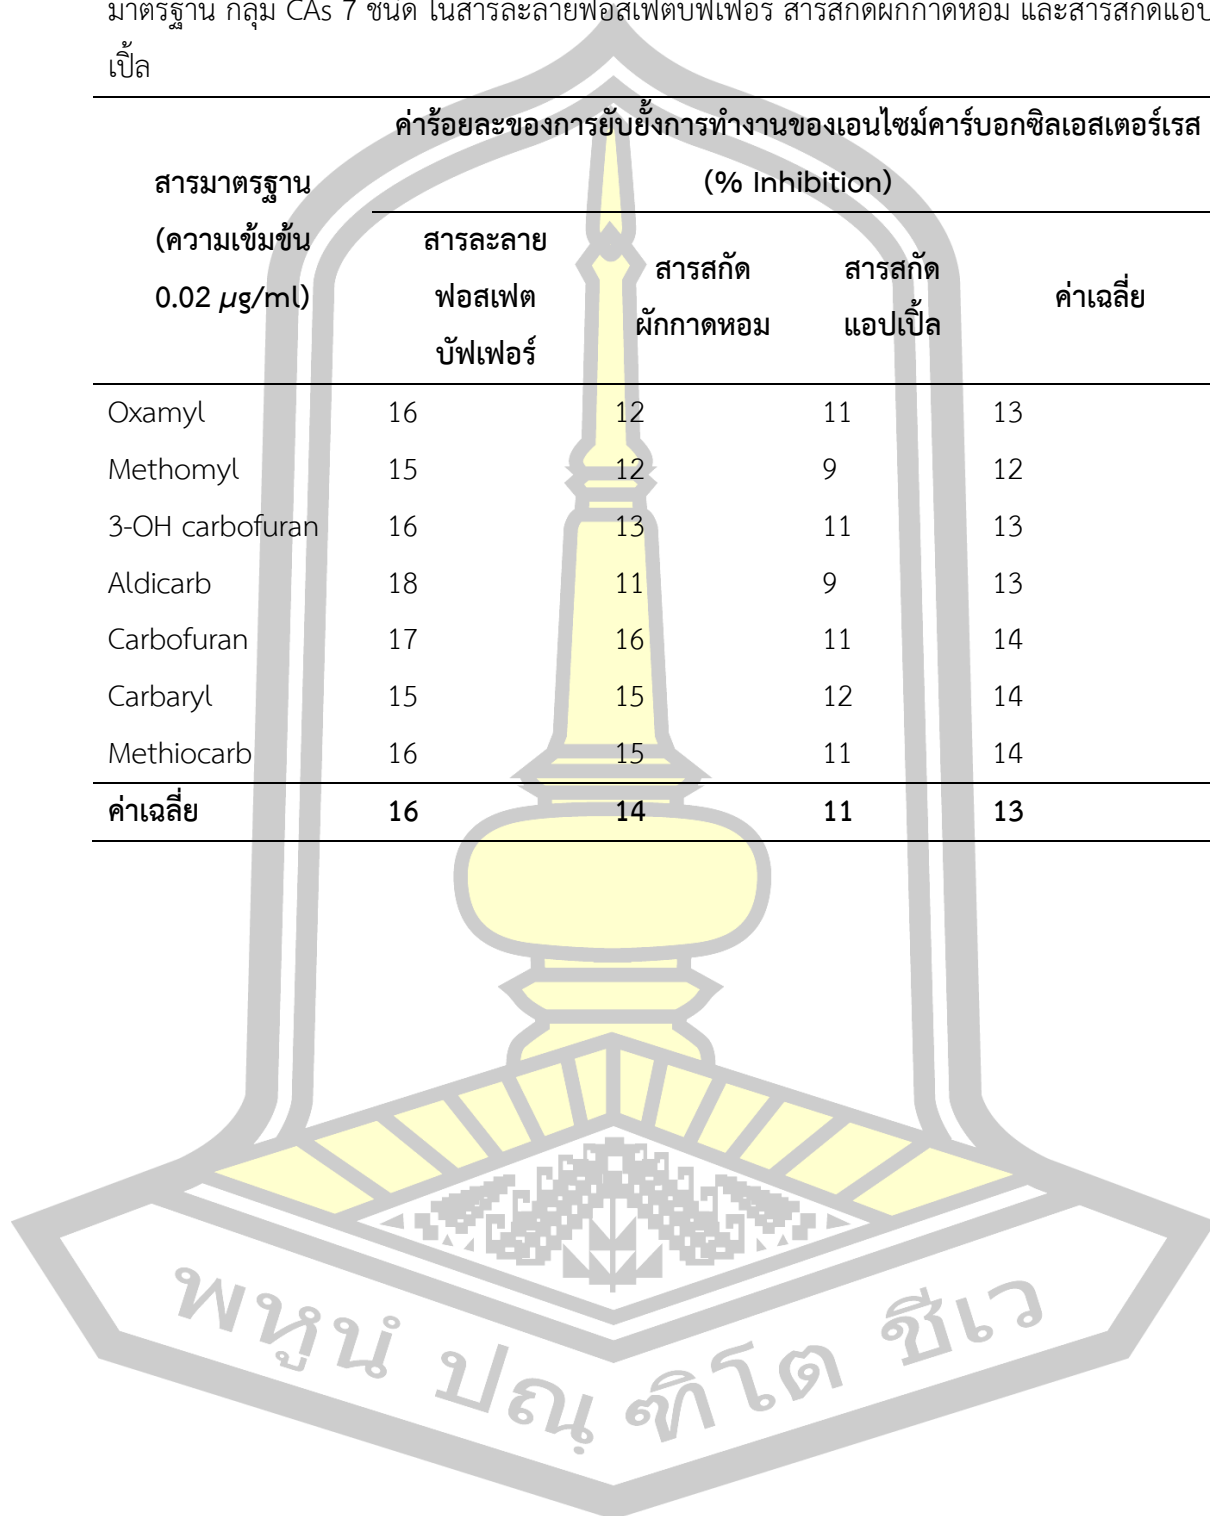 มาตรฐาน กลุ่ม CAs 7 ชนิด ในสารละลายฟอสเฟตบัฟเฟอร์ สารสกัดผักกาดหอม และสารสกัดแอป
เปิ้ล
ค่าร้อยละของการยับยั้งการทำงานของเอนไซม์คาร์บอกซิลเอสเตอร์เรส
(% Inhibition)
สารมาตรฐาน
(ความเข้มข้น
0.02 µg/ml)
สารละลาย
ฟอสเฟต
บัฟเฟอร์
สารสกัด
ผักกาดหอม
สารสกัด
แอปเปิ้ล
ค่าเฉลี่ย
Oxamyl 16 12 11 13
Methomyl 15 12 9 12
3-OH carbofuran 16 13 11 13
Aldicarb 18 11 9 13
Carbofuran 17 16 11 14
Carbaryl 15 15 12 14
Methiocarb 16 15 11 14
ค่าเฉลี่ย 16 14 11 13
พหูนํ ปณฺฑิโต ชีเว